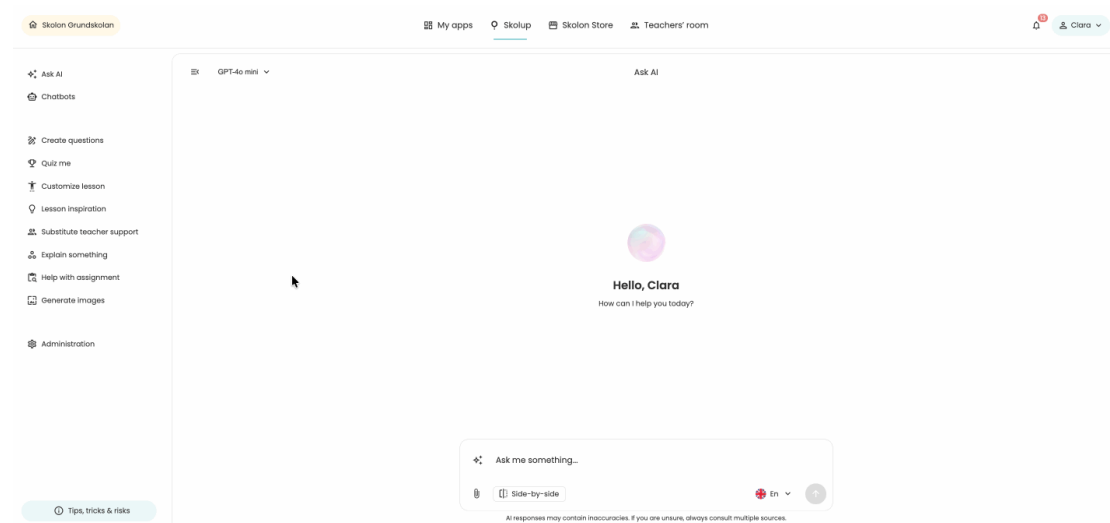 Skolon Grundskolan
My apps
Skolup
Skolon Store
Teachers' room
Clara
Ask AI
Chatbots
Create questions
Quiz me
Customize lesson
Lesson inspiration
Substitute teacher support
Explain something
Help with assignment
Generate images
Administration
Tips, tricks & risks
GPT-4o mini
Ask AI
Hello, Clara
How can I help you today?
Ask me something...
Side-by-side
En
AI responses may contain inaccuracies. If you are unsure, always consult multiple sources.